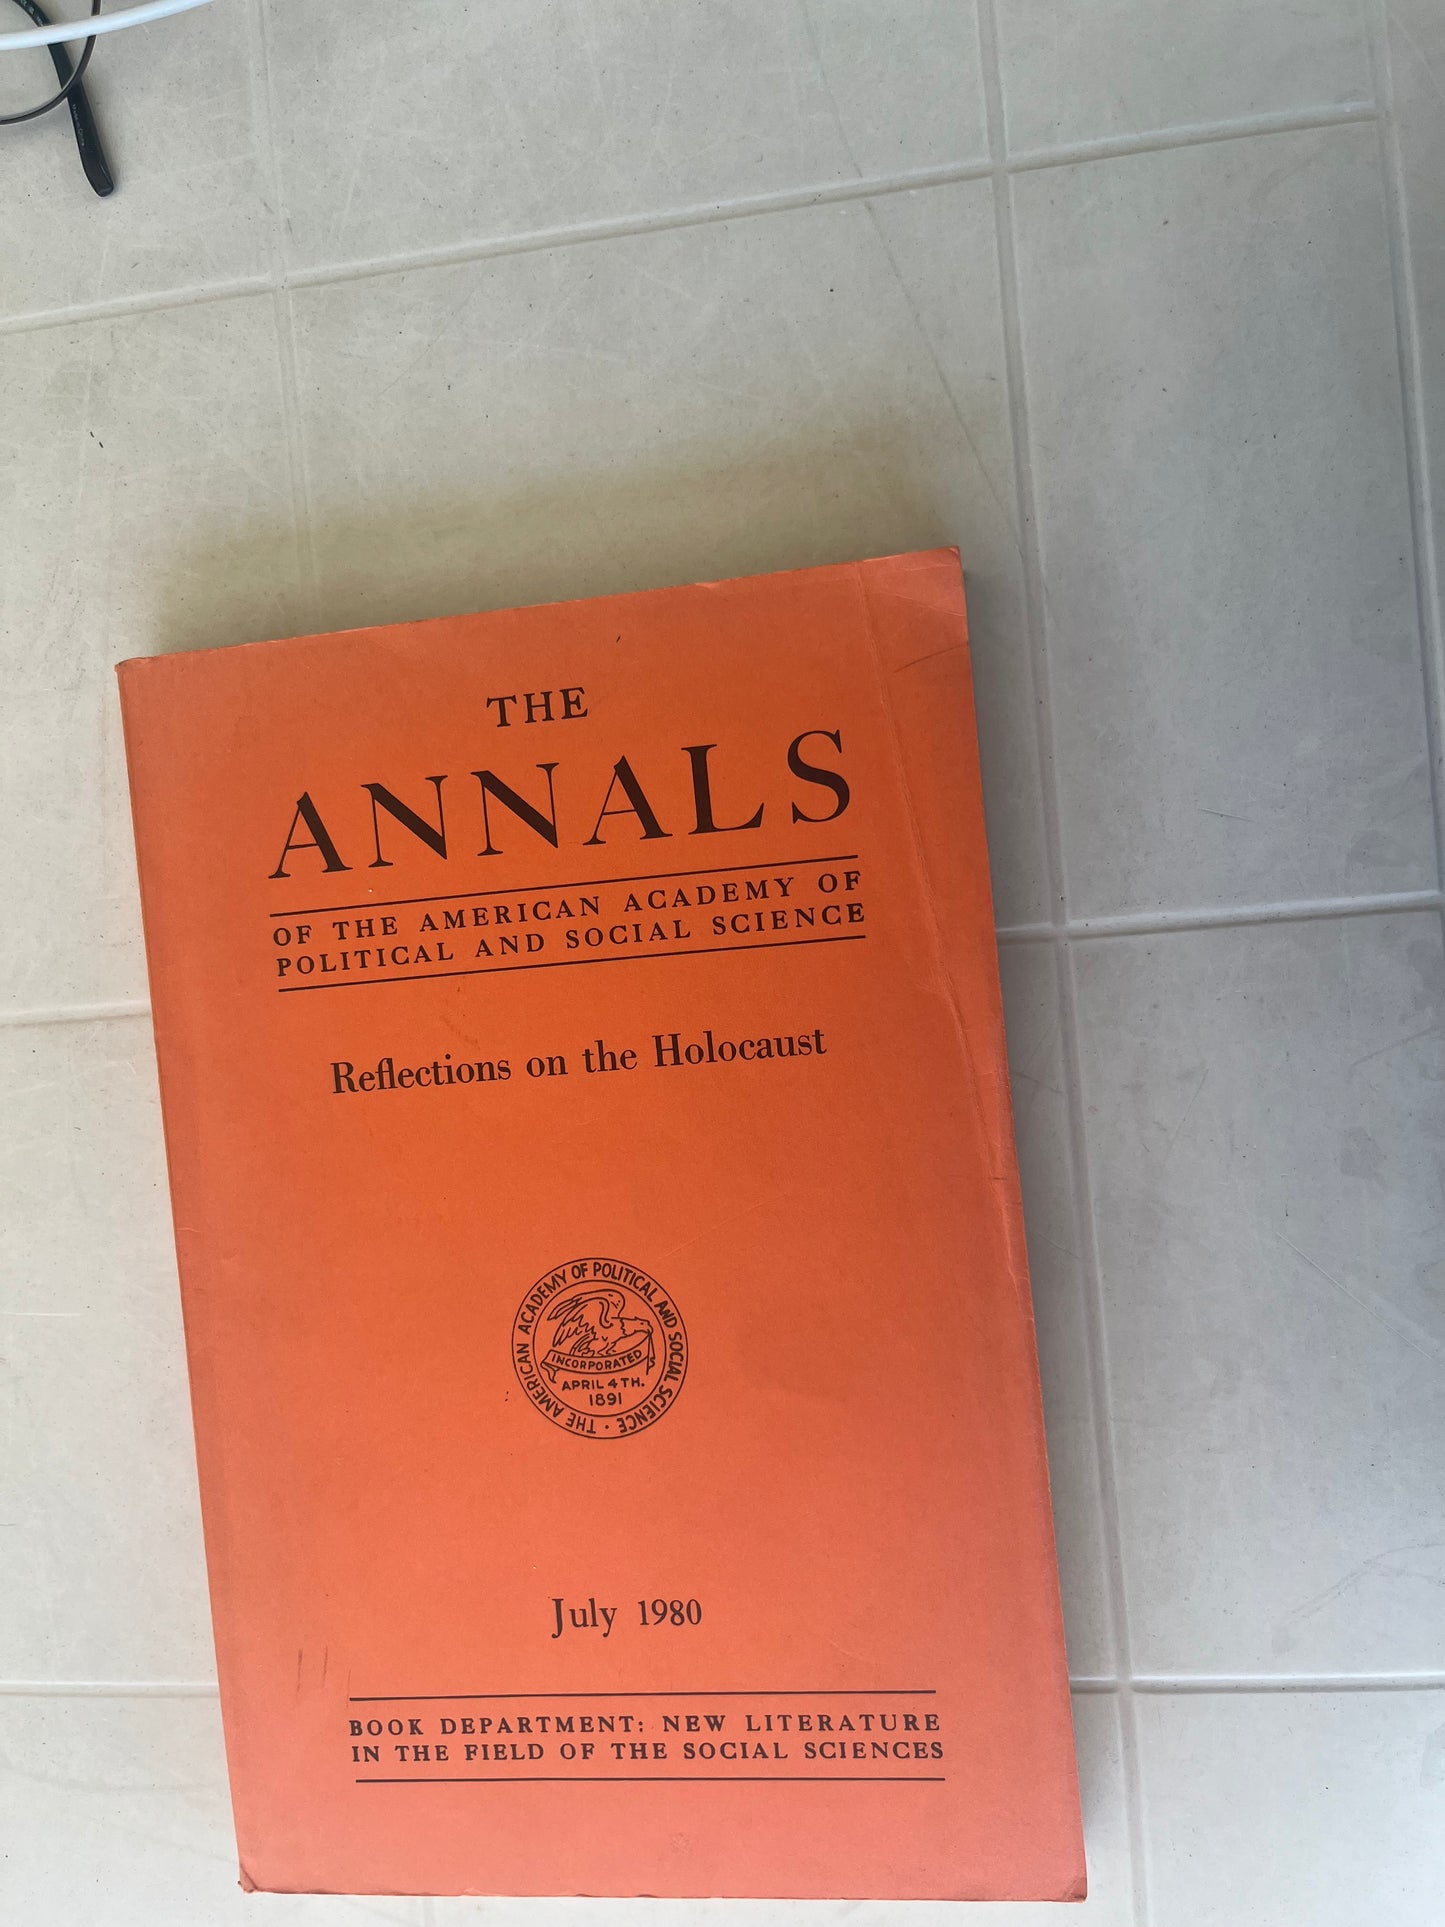 THE
ANNALS
OF THE AMERICAN ACADEMY OF
POLITICAL AND SOCIAL SCIENCE
Reflections on the Holocaust
THE AMERICAN ACADEMY OF POLITICAL AND SOCIAL SCIENCE ·
INCORPORATED
APRIL 4TH.
1891
July 1980
BOOK DEPARTMENT: NEW LITERATURE
IN THE FIELD OF THE SOCIAL SCIENCES